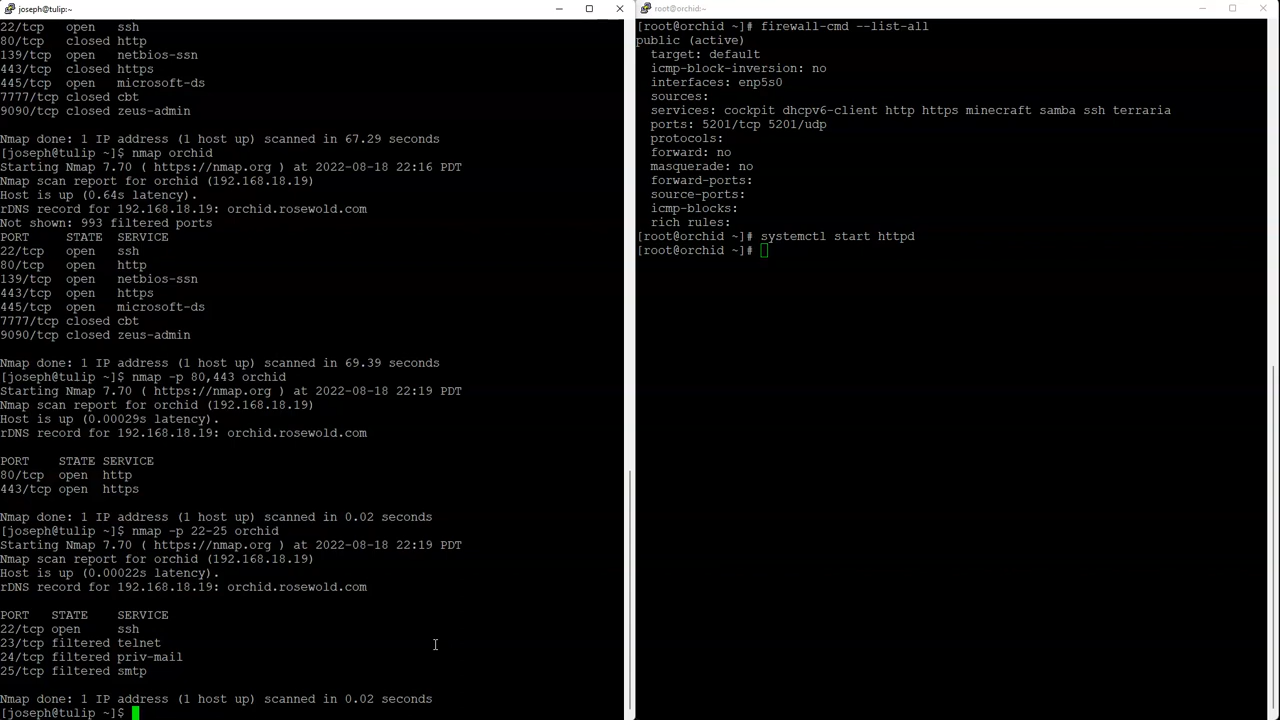 joseph@tulip:~
22/tcp   open   ssh
80/tcp   closed http
139/tcp  open   netbios-ssn
443/tcp  closed https
445/tcp  open   microsoft-ds
7777/tcp closed cbt
9090/tcp closed zeus-admin
Nmap done: 1 IP address (1 host up) scanned in 67.29 seconds
[joseph@tulip ~]$ nmap orchid
Starting Nmap 7.70 ( https://nmap.org ) at 2022-08-18 22:16 PDT
Nmap scan report for orchid (192.168.18.19)
Host is up (0.64s latency).
rDNS record for 192.168.18.19: orchid.rosewold.com
Not shown: 993 filtered ports
PORT     STATE  SERVICE
22/tcp   open   ssh
80/tcp   open   http
139/tcp  open   netbios-ssn
443/tcp  open   https
445/tcp  open   microsoft-ds
7777/tcp closed cbt
9090/tcp closed zeus-admin
Nmap done: 1 IP address (1 host up) scanned in 69.39 seconds
[joseph@tulip ~]$ nmap -p 80,443 orchid
Starting Nmap 7.70 ( https://nmap.org ) at 2022-08-18 22:19 PDT
Nmap scan report for orchid (192.168.18.19)
Host is up (0.00029s latency).
rDNS record for 192.168.18.19: orchid.rosewold.com
PORT    STATE SERVICE
80/tcp  open  http
443/tcp open  https
Nmap done: 1 IP address (1 host up) scanned in 0.02 seconds
[joseph@tulip ~]$ nmap -p 22-25 orchid
Starting Nmap 7.70 ( https://nmap.org ) at 2022-08-18 22:19 PDT
Nmap scan report for orchid (192.168.18.19)
Host is up (0.00022s latency).
rDNS record for 192.168.18.19: orchid.rosewold.com
PORT   STATE    SERVICE
22/tcp open     ssh
23/tcp filtered telnet
24/tcp filtered priv-mail
25/tcp filtered smtp
Nmap done: 1 IP address (1 host up) scanned in 0.02 seconds
[joseph@tulip ~]$
root@orchid:~
[root@orchid ~]# firewall-cmd --list-all
public (active)
  target: default
  icmp-block-inversion: no
  interfaces: enp5s0
  sources:
  services: cockpit dhcpv6-client http https minecraft samba ssh terraria
  ports: 5201/tcp 5201/udp
  protocols:
  forward: no
  masquerade: no
  forward-ports:
  source-ports:
  icmp-blocks:
  rich rules:
[root@orchid ~]# systemctl start httpd
[root@orchid ~]#